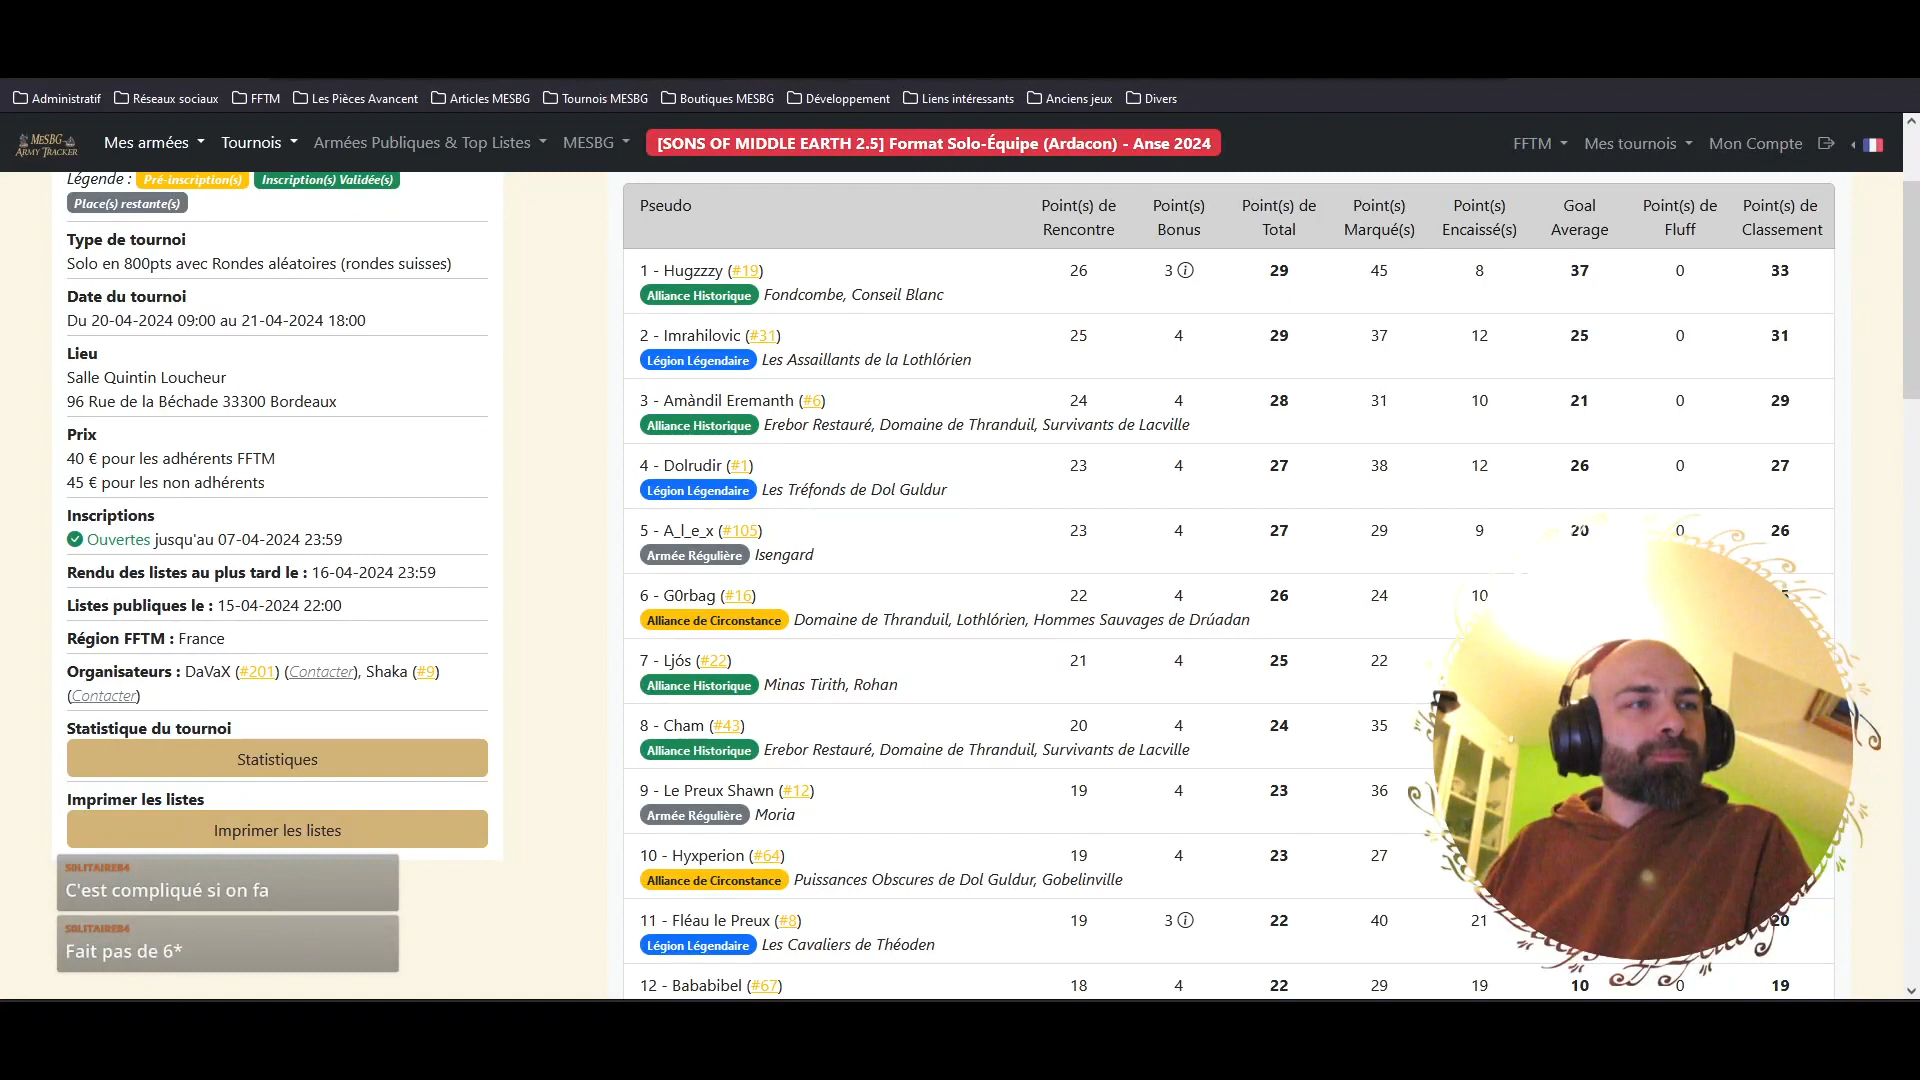 Administratif Réseaux sociaux FFTM Les Pièces Avancent Articles MESBG Tournois MESBG Boutiques MESBG Développement Liens intéressants Anciens jeux Divers
MESBG
ARMY TRACKER
Mes armées Tournois Armées Publiques & Top Listes MESBG [SONS OF MIDDLE EARTH 2.5] Format Solo-Équipe (Ardacon) - Anse 2024 FFTM Mes tournois Mon Compte
Légende : Pré-inscription(s) Inscription(s) Validée(s)
Place(s) restante(s)
Type de tournoi
Solo en 800pts avec Rondes aléatoires (rondes suisses)
Date du tournoi
Du 20-04-2024 09:00 au 21-04-2024 18:00
Lieu
Salle Quintin Loucheur
96 Rue de la Béchade 33300 Bordeaux
Prix
40 € pour les adhérents FFTM
45 € pour les non adhérents
Inscriptions
Ouvertes jusqu'au 07-04-2024 23:59
Rendu des listes au plus tard le : 16-04-2024 23:59
Listes publiques le : 15-04-2024 22:00
Région FFTM : France
Organisateurs : DaVaX (#201) (Contacter), Shaka (#9)
(Contacter)
Statistique du tournoi
Statistiques
Imprimer les listes
Imprimer les listes
SOLITAIRE84
C'est compliqué si on fa
SOLITAIRE84
Fait pas de 6*
Pseudo Point(s) de Rencontre Point(s) Bonus Point(s) de Total Point(s) Marqué(s) Point(s) Encaissé(s) Goal Average Point(s) de Fluff Point(s) de Classement
1 - Hugzzzy (#19) 26 3 29 45 8 37 0 33
Alliance Historique Fondcombe, Conseil Blanc
2 - Imrahilovic (#31) 25 4 29 37 12 25 0 31
Légion Légendaire Les Assaillants de la Lothlórien
3 - Amàndil Eremanth (#6) 24 4 28 31 10 21 0 29
Alliance Historique Erebor Restauré, Domaine de Thranduil, Survivants de Lacville
4 - Dolrudir (#1) 23 4 27 38 12 26 0 27
Légion Légendaire Les Tréfonds de Dol Guldur
5 - A_l_e_x (#105) 23 4 27 29 9 20 0 26
Armée Régulière Isengard
6 - G0rbag (#16) 22 4 26 24 10
Alliance de Circonstance Domaine de Thranduil, Lothlórien, Hommes Sauvages de Drúadan
7 - Ljós (#22) 21 4 25 22
Alliance Historique Minas Tirith, Rohan
8 - Cham (#43) 20 4 24 35
Alliance Historique Erebor Restauré, Domaine de Thranduil, Survivants de Lacville
9 - Le Preux Shawn (#12) 19 4 23 36
Armée Régulière Moria
10 - Hyxperion (#64) 19 4 23 27
Alliance de Circonstance Puissances Obscures de Dol Guldur, Gobelinville
11 - Fléau le Preux (#8) 19 3 22 40 21 20
Légion Légendaire Les Cavaliers de Théoden
12 - Bababibel (#67) 18 4 22 29 19 10 0 19